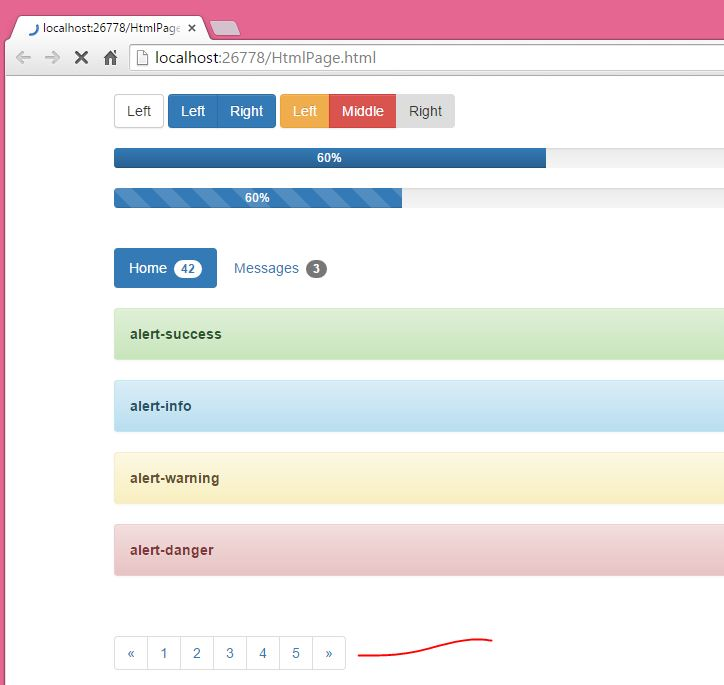 localhost:26778/HtmlPage
localhost:26778/HtmlPage.html
Left Left Right Left Middle Right
60%
60%
Home 42 Messages 3
alert-success
alert-info
alert-warning
alert-danger
« 1 2 3 4 5 »